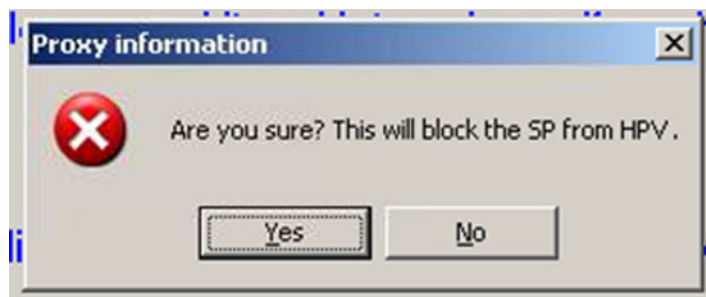 Proxy information
Are you sure? This will block the SP from HPV.
Yes
No